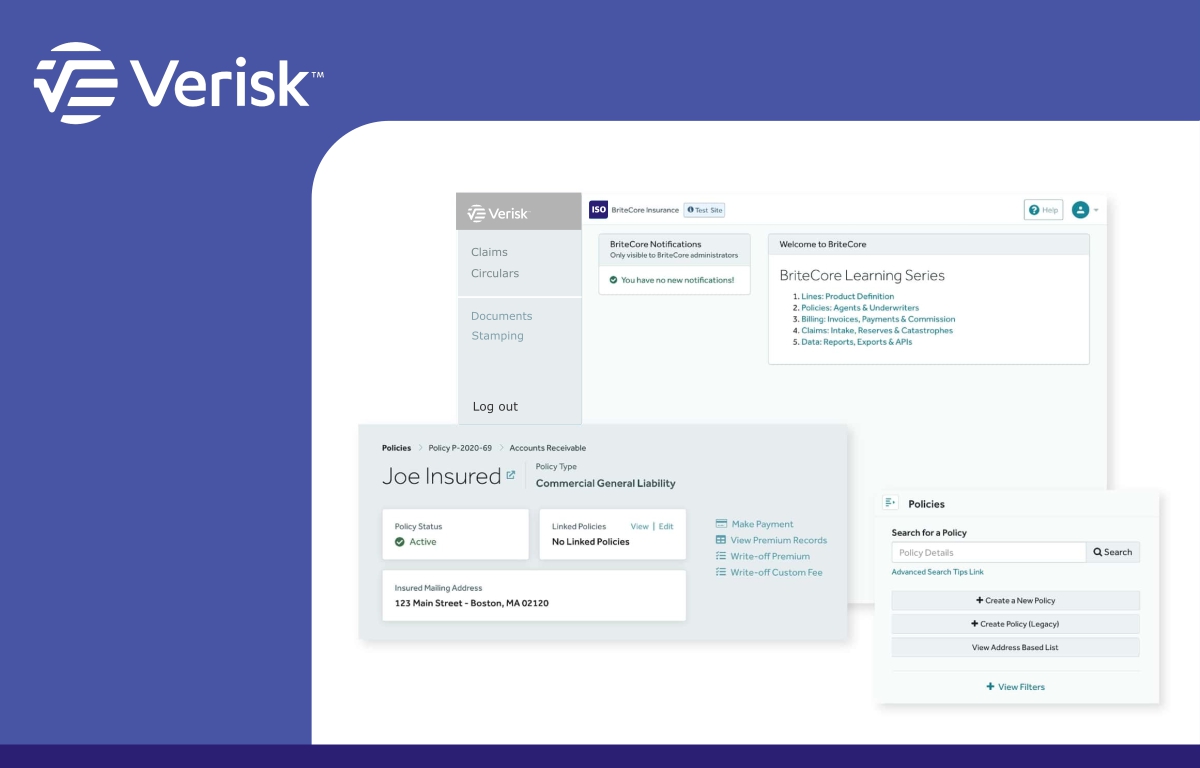 Verisk™
Verisk
Claims
Circulars
Documents
Stamping
Log out
ISO BriteCore Insurance Test Site
Help
BriteCore Notifications
Only visible to BriteCore administrators
You have no new notifications!
Welcome to BriteCore
BriteCore Learning Series
1. Lines: Product Definition
2. Policies: Agents & Underwriters
3. Billing: Invoices, Payments & Commission
4. Claims: Intake, Reserves & Catastrophes
5. Data: Reports, Exports & APIs
Policies > Policy P-2020-69 > Accounts Receivable
Joe Insured
Policy Type
Commercial General Liability
Policy Status
Active
Linked Policies View | Edit
No Linked Policies
Insured Mailing Address
123 Main Street - Boston, MA 02120
Make Payment
View Premium Records
Write-off Premium
Write-off Custom Fee
Policies
Search for a Policy
Policy Details Search
Advanced Search Tips Link
+ Create a New Policy
+ Create Policy (Legacy)
View Address Based List
+ View Filters